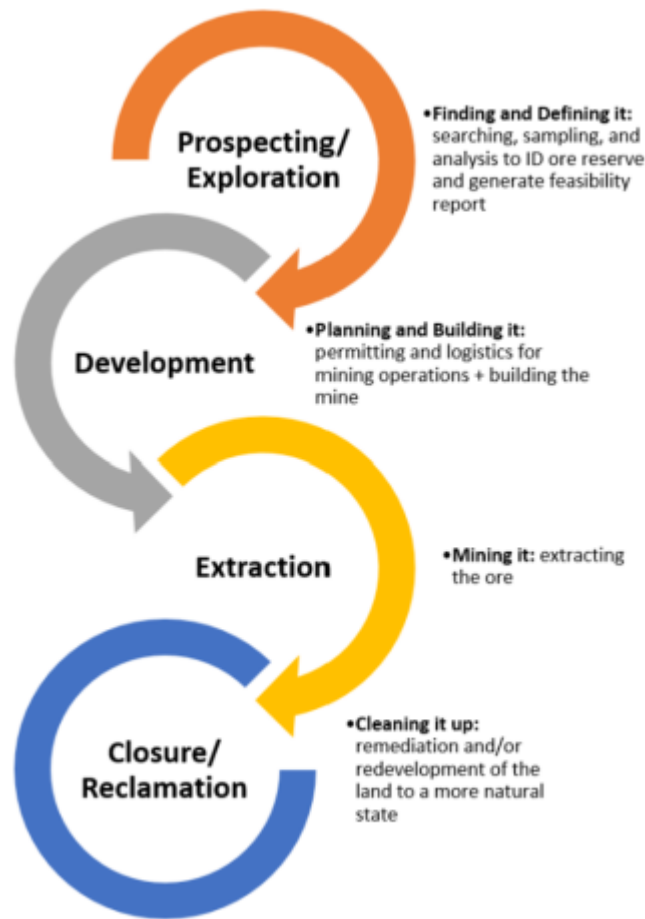 Prospecting/
Exploration
•Finding and Defining it:
searching, sampling, and
analysis to ID ore reserve
and generate feasibility
report
Development
•Planning and Building it:
permitting and logistics for
mining operations + building the
mine
Extraction
•Mining it: extracting
the ore
Closure/
Reclamation
•Cleaning it up:
remediation and/or
redevelopment of the
land to a more natural
state